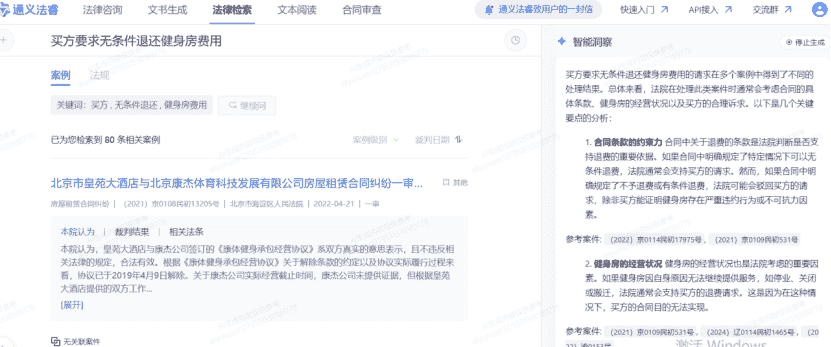 通义法睿 法律咨询 文书生成 法律检索 文本阅读 合同审查 通义法睿致用户的一封信 快速入门 API接入 交流群
买方要求无条件退还健身房费用
案例 法规
关键词：买方 , 无条件退还 , 健身房费用 继续问
已为您检索到 80 条相关案例 案例级别 裁判日期
北京市皇苑大酒店与北京康杰体育科技发展有限公司房屋租赁合同纠纷一审... 其他
房屋租赁合同纠纷 | （2021）京0108民初13205号 | 北京市海淀区人民法院 | 2022-04-21 | 一审
本院认为 | 裁判结果 | 相关法条
本院认为，皇苑大酒店与康杰公司签订的《康体健身承包经营协议》系双方真实的意思表示，且不违反相
关法律的规定，合法有效。根据《康体健身承包经营协议》关于解除条款的约定以及协议实际履行过程来
看，协议已于2019年4月9日解除。关于康杰公司实际经营截止时间，康杰公司未提供证据，但根据皇苑
大酒店提供的双方工作...
[展开]
无关联案件
智能洞察 停止生成
买方要求无条件退还健身房费用的请求在多个案例中得到了不同的
处理结果。总体来看，法院在处理此类案件时通常会考虑合同的具
体条款、健身房的经营状况以及买方的合理诉求。以下是几个关键
要点的分析：
1. 合同条款的约束力 合同中关于退费的条款是法院判断是否支
持退费的重要依据。如果合同中明确规定了特定情况下可以无
条件退费，法院通常会支持买方的请求。然而，如果合同中明
确规定了不予退费或有条件退费，法院可能会驳回买方的请
求，除非买方能证明健身房存在严重违约行为或不可抗力因
素。
参考案例: （2022）京0114民初17975号 , （2021）京0109民初531号
2. 健身房的经营状况 健身房的经营状况也是法院考虑的重要因
素。如果健身房因自身原因无法继续提供服务，如停业、关闭
或搬迁，法院通常会支持买方的退费请求。这是因为在这种情
况下，买方的合同目的无法实现。
参考案例: （2021）京0109民初531号 , （2024）辽0114民初1465号 , （20
激活 Windows